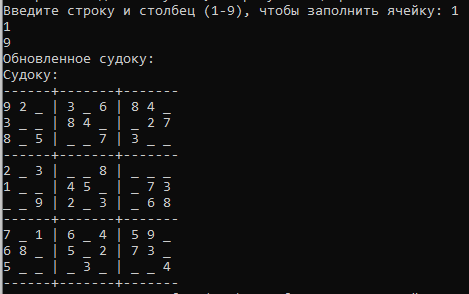 Введите строку и столбец (1-9), чтобы заполнить ячейку: 1
1
9
Обновленное судоку:
Судоку:
------+-------+-------
9 2 _ | 3 _ 6 | 8 4 _
3 _ _ | 8 4 _ | _ 2 7
8 _ 5 | _ _ 7 | 3 _ _
------+-------+-------
2 _ 3 | _ _ 8 | _ _ _
1 _ _ | 4 5 _ | _ 7 3
_ _ 9 | 2 _ 3 | _ 6 8
------+-------+-------
7 _ 1 | 6 _ 4 | 5 9 _
6 8 _ | 5 _ 2 | 7 3 _
5 _ _ | _ 3 _ | _ _ 4
------+-------+-------